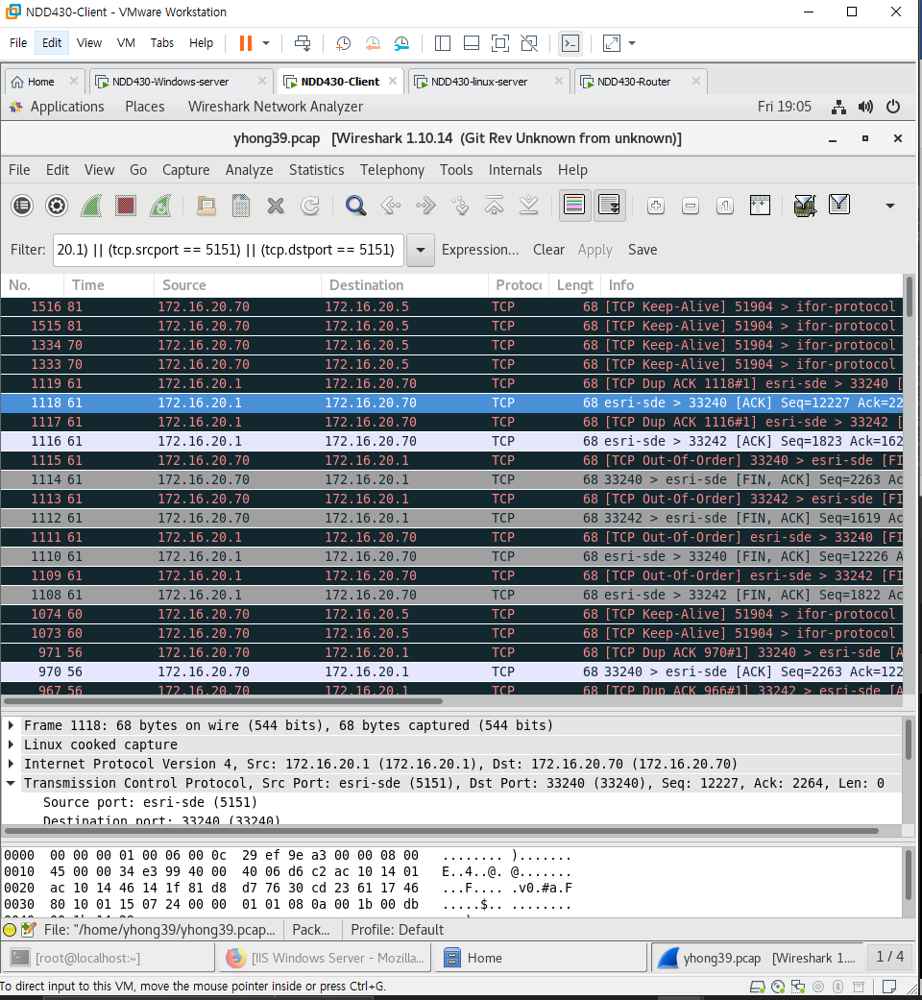 NDD430-Client - VMware Workstation
File Edit View VM Tabs Help
Home NDD430-Windows-server NDD430-Client NDD430-linux-server NDD430-Router
Applications Places Wireshark Network Analyzer Fri 19:05
yhong39.pcap [Wireshark 1.10.14 (Git Rev Unknown from unknown)]
File Edit View Go Capture Analyze Statistics Telephony Tools Internals Help
Filter: 20.1) || (tcp.srcport == 5151) || (tcp.dstport == 5151) Expression... Clear Apply Save
No. Time Source Destination Protoc Lengt Info
1516 81 172.16.20.70 172.16.20.5 TCP 68 [TCP Keep-Alive] 51904 > ifor-protocol
1515 81 172.16.20.70 172.16.20.5 TCP 68 [TCP Keep-Alive] 51904 > ifor-protocol
1334 70 172.16.20.70 172.16.20.5 TCP 68 [TCP Keep-Alive] 51904 > ifor-protocol
1333 70 172.16.20.70 172.16.20.5 TCP 68 [TCP Keep-Alive] 51904 > ifor-protocol
1119 61 172.16.20.1 172.16.20.70 TCP 68 [TCP Dup ACK 1118#1] esri-sde > 33240 [
1118 61 172.16.20.1 172.16.20.70 TCP 68 esri-sde > 33240 [ACK] Seq=12227 Ack=22
1117 61 172.16.20.1 172.16.20.70 TCP 68 [TCP Dup ACK 1116#1] esri-sde > 33242 [
1116 61 172.16.20.1 172.16.20.70 TCP 68 esri-sde > 33242 [ACK] Seq=1823 Ack=162
1115 61 172.16.20.70 172.16.20.1 TCP 68 [TCP Out-Of-Order] 33240 > esri-sde [FI
1114 61 172.16.20.70 172.16.20.1 TCP 68 33240 > esri-sde [FIN, ACK] Seq=2263 Ac
1113 61 172.16.20.70 172.16.20.1 TCP 68 [TCP Out-Of-Order] 33242 > esri-sde [FI
1112 61 172.16.20.70 172.16.20.1 TCP 68 33242 > esri-sde [FIN, ACK] Seq=1619 Ac
1111 61 172.16.20.1 172.16.20.70 TCP 68 [TCP Out-Of-Order] esri-sde > 33240 [FI
1110 61 172.16.20.1 172.16.20.70 TCP 68 esri-sde > 33240 [FIN, ACK] Seq=12226 A
1109 61 172.16.20.1 172.16.20.70 TCP 68 [TCP Out-Of-Order] esri-sde > 33242 [FI
1108 61 172.16.20.1 172.16.20.70 TCP 68 esri-sde > 33242 [FIN, ACK] Seq=1822 Ac
1074 60 172.16.20.70 172.16.20.5 TCP 68 [TCP Keep-Alive] 51904 > ifor-protocol
1073 60 172.16.20.70 172.16.20.5 TCP 68 [TCP Keep-Alive] 51904 > ifor-protocol
971 56 172.16.20.70 172.16.20.1 TCP 68 [TCP Dup ACK 970#1] 33240 > esri-sde [A
970 56 172.16.20.70 172.16.20.1 TCP 68 33240 > esri-sde [ACK] Seq=2263 Ack=122
967 56 172.16.20.70 172.16.20.1 TCP 68 [TCP Dup ACK 966#1] 33242 > esri-sde [A
Frame 1118: 68 bytes on wire (544 bits), 68 bytes captured (544 bits)
Linux cooked capture
Internet Protocol Version 4, Src: 172.16.20.1 (172.16.20.1), Dst: 172.16.20.70 (172.16.20.70)
Transmission Control Protocol, Src Port: esri-sde (5151), Dst Port: 33240 (33240), Seq: 12227, Ack: 2264, Len: 0
Source port: esri-sde (5151)
Destination port: 33240 (33240)
0000 00 00 00 01 00 06 00 0c 29 ef 9e a3 00 00 08 00 ........ ).......
0010 45 00 00 34 e3 99 40 00 40 06 d6 c2 ac 10 14 01 E..4..@. @.......
0020 ac 10 14 46 14 1f 81 d8 d7 76 30 cd 23 61 17 46 ...F.... .v0.#a.F
0030 80 10 01 15 07 24 00 00 01 01 08 0a 00 1b 00 db .....$.. ........
File: "/home/yhong39/yhong39.pcap... Pack... Profile: Default
[root@localhost:~] [IIS Windows Server - Mozilla... Home yhong39.pcap [Wireshark 1.... 1 / 4
To direct input to this VM, move the mouse pointer inside or press Ctrl+G.